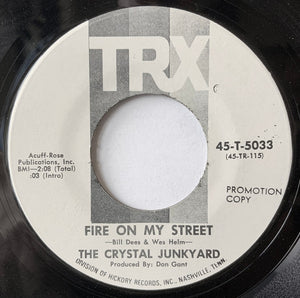 TRX
45-T-5033
(45-TR-115)
Acuff-Rose
Publications, Inc.
BMI—2:08 (Total)
:03 (Intro)
PROMOTION
COPY
FIRE ON MY STREET
—Bill Dees & Wes Helm—
THE CRYSTAL JUNKYARD
Produced By: Don Gant
DIVISION OF HICKORY RECORDS, INC., NASHVILLE, TENN.